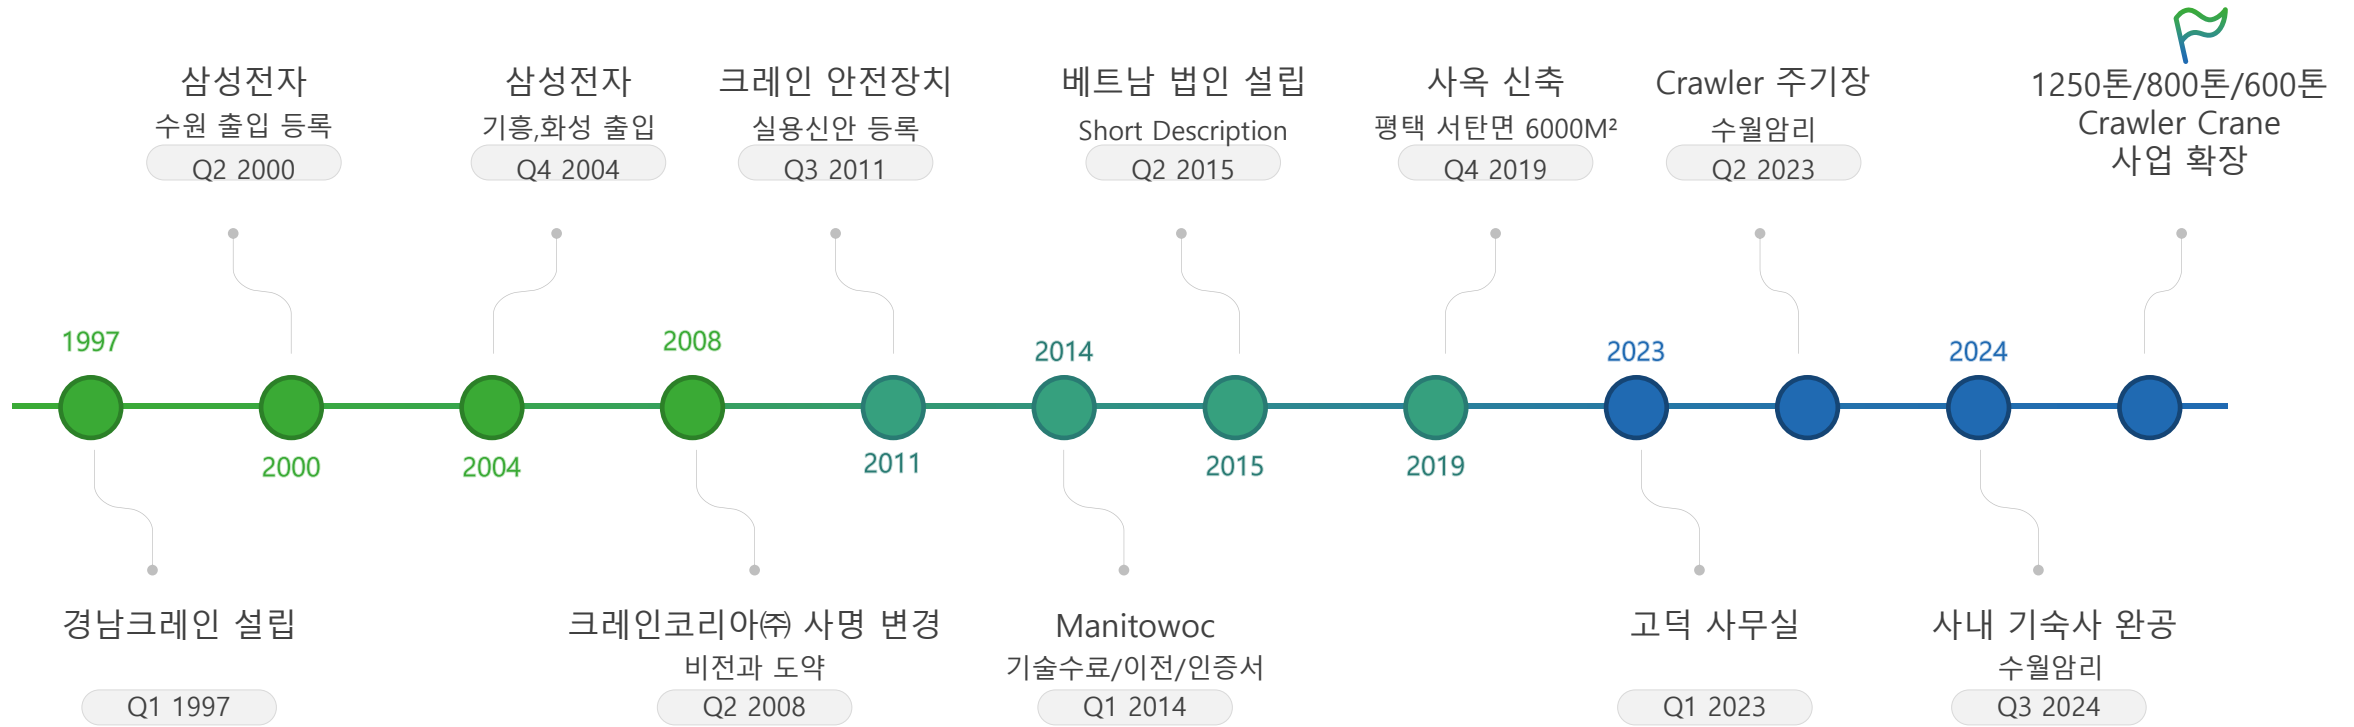 삼성전자
수원 출입 등록
Q2 2000
삼성전자
기흥,화성 출입
Q4 2004
크레인 안전장치
실용신안 등록
Q3 2011
베트남 법인 설립
Short Description
Q2 2015
사옥 신축
평택 서탄면 6000M²
Q4 2019
Crawler 주기장
수월암리
Q2 2023
1250톤/800톤/600톤
Crawler Crane
사업 확장
1997
2000
2004
2008
2011
2014
2015
2019
2023
2024
경남크레인 설립
Q1 1997
크레인코리아㈜ 사명 변경
비전과 도약
Q2 2008
Manitowoc
기술수료/이전/인증서
Q1 2014
고덕 사무실
Q1 2023
사내 기숙사 완공
수월암리
Q3 2024